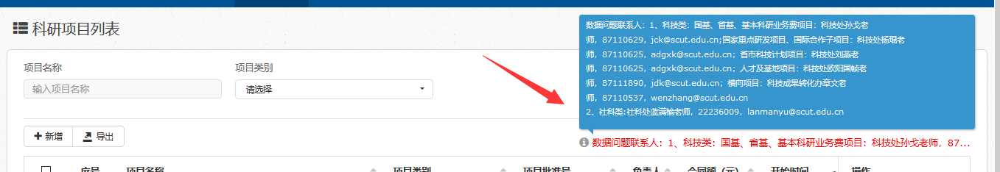 科研项目列表
数据问题联系人：1、科技类：国基、省基、基本科研业务费项目：科技处孙戈老
师，87110629，jck@scut.edu.cn;国家重点研发项目、国际合作子项目：科技处杨琨老
师，87110625，adgxk@scut.edu.cn；省市科技计划项目：科技处刘燕老
师，87110625，adgxk@scut.edu.cn；人才及基地项目：科技处欧阳国帧老
师，87111890，jdk@scut.edu.cn；横向项目：科技成果转化办章文老
师，87110537，wenzhang@scut.edu.cn
2、社科类:社科处蓝满榆老师，22236009，lanmanyu@scut.edu.cn
项目名称 项目类别
输入项目名称 请选择
新增 导出
数据问题联系人：1、科技类：国基、省基、基本科研业务费项目：科技处孙戈老师，87...
序号 项目名称 项目类别 项目批准号 负责人 合同额（元） 开始时间 操作